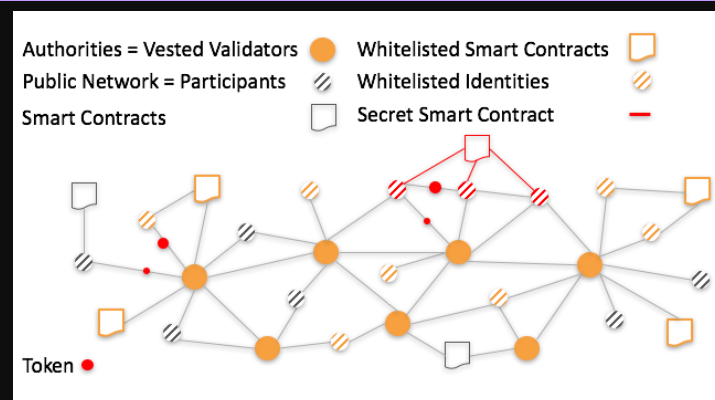 Authorities = Vested Validators
Whitelisted Smart Contracts
Public Network = Participants
Whitelisted Identities
Smart Contracts
Secret Smart Contract
Token